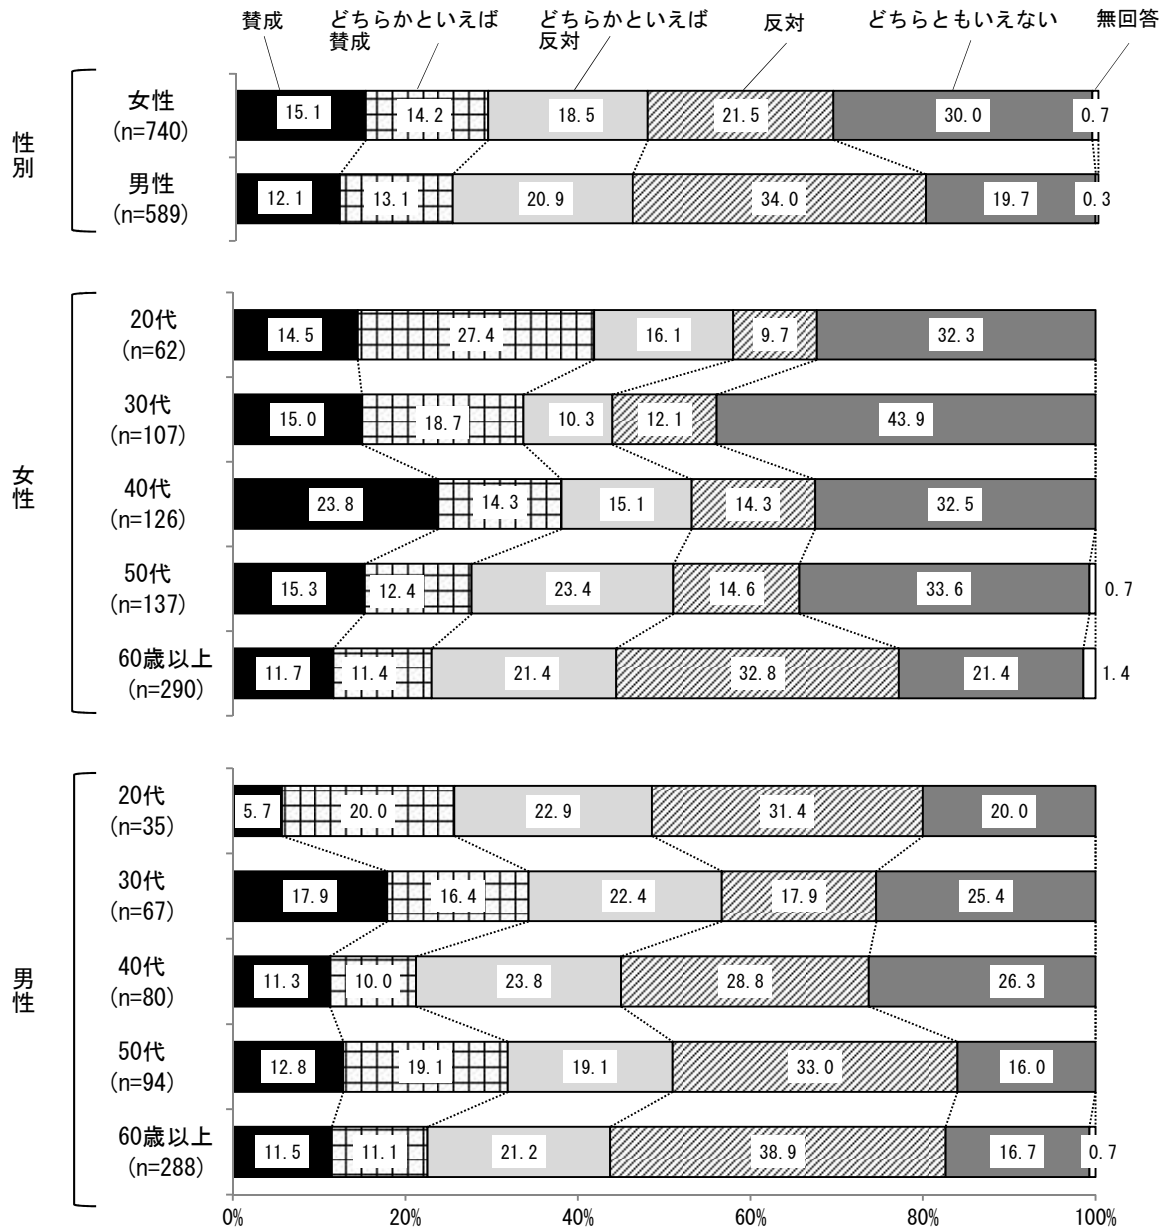 賛成
どちらかといえば
賛成
どちらかといえば
反対
反対
どちらともいえない
無回答
性別
女性
(n=740)
15.1
14.2
18.5
21.5
30.0
0.7
男性
(n=589)
12.1
13.1
20.9
34.0
19.7
0.3
女性
20代
(n=62)
14.5
27.4
16.1
9.7
32.3
30代
(n=107)
15.0
18.7
10.3
12.1
43.9
40代
(n=126)
23.8
14.3
15.1
14.3
32.5
50代
(n=137)
15.3
12.4
23.4
14.6
33.6
0.7
60歳以上
(n=290)
11.7
11.4
21.4
32.8
21.4
1.4
男性
20代
(n=35)
5.7
20.0
22.9
31.4
20.0
30代
(n=67)
17.9
16.4
22.4
17.9
25.4
40代
(n=80)
11.3
10.0
23.8
28.8
26.3
50代
(n=94)
12.8
19.1
19.1
33.0
16.0
60歳以上
(n=288)
11.5
11.1
21.2
38.9
16.7
0.7
0%
20%
40%
60%
80%
100%